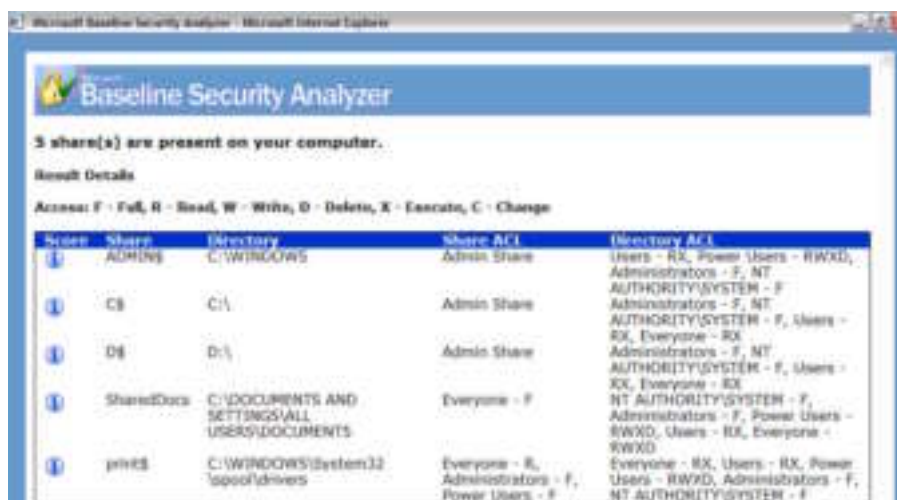 Microsoft Baseline Security Analyzer - Microsoft Internet Explorer
Microsoft
Baseline Security Analyzer
5 share(s) are present on your computer.
Result Details
Access: F - Full, R - Read, W - Write, D - Delete, X - Execute, C - Change
Score Share Directory Share ACL Directory ACL
ADMIN$ C:\WINDOWS Admin Share Users - RX, Power Users - RWXD,
Administrators - F, NT
AUTHORITY\SYSTEM - F
C$ C:\ Admin Share Administrators - F, NT
AUTHORITY\SYSTEM - F, Users -
RX, Everyone - RX
D$ D:\ Admin Share Administrators - F, NT
AUTHORITY\SYSTEM - F, Users -
RX, Everyone - RX
SharedDocs C:\DOCUMENTS AND Everyone - F NT AUTHORITY\SYSTEM - F,
SETTINGS\ALL Administrators - F, Power Users -
USERS\DOCUMENTS RWXD, Users - RX, Everyone -
RWXD
print$ C:\WINDOWS\System32 Everyone - R, Everyone - RX, Users - RX, Power
\spool\drivers Administrators - F, Users - RWXD, Administrators - F,
Power Users - F NT AUTHORITY\SYSTEM - F